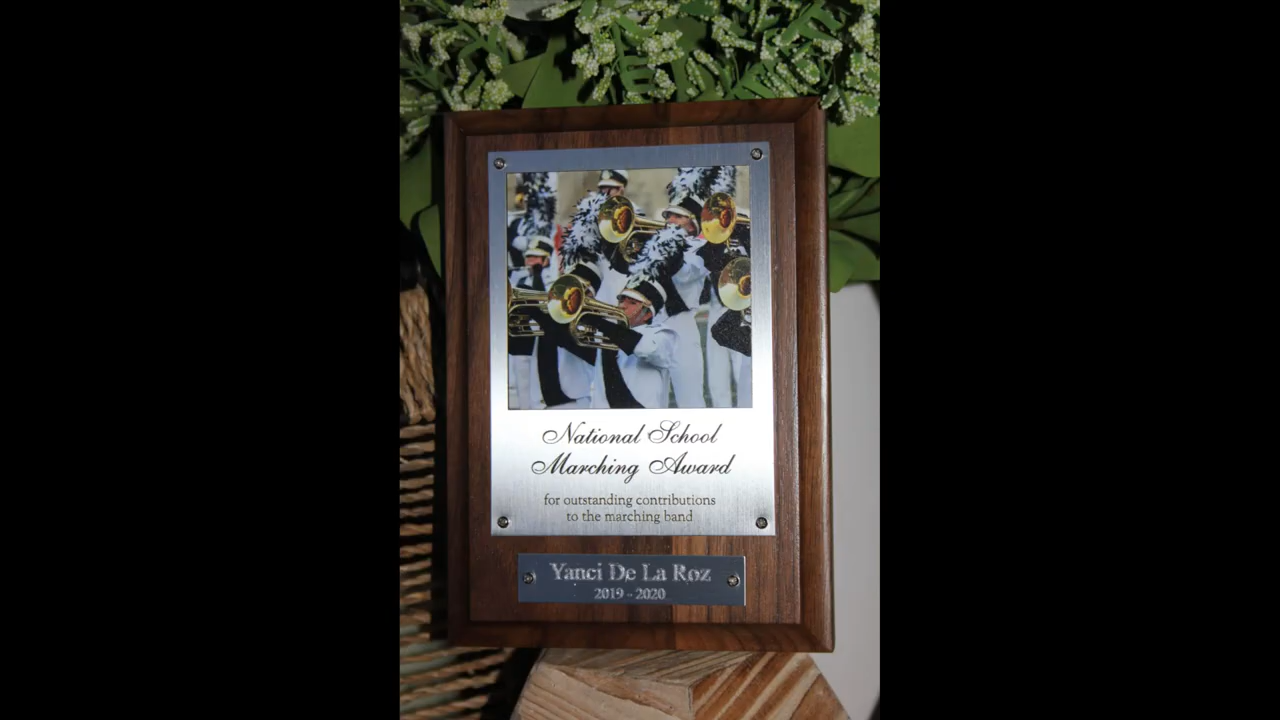 National School
Marching Award
for outstanding contributions
to the marching band
Yanci De La Roz
2019 - 2020